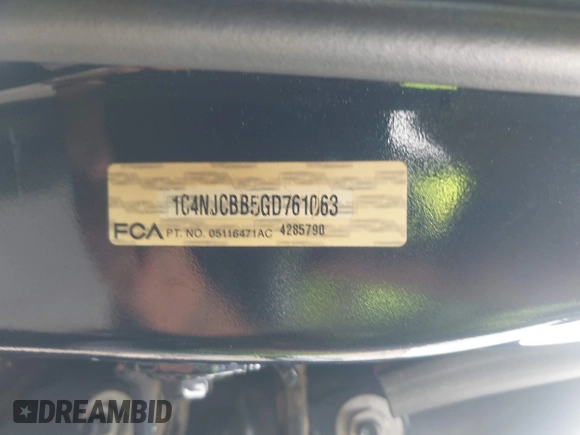 1C4NJCBB5GD761063
FCA PT. NO. 05116471AC 4285790
DREAMBID